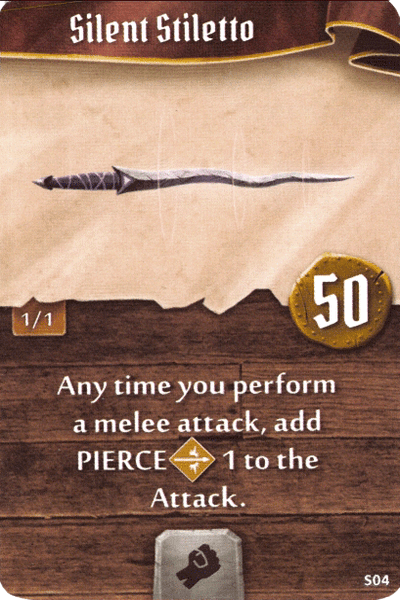 Silent Stiletto
50
1/1
Any time you perform
a melee attack, add
PIERCE 1 to the
Attack.
S04